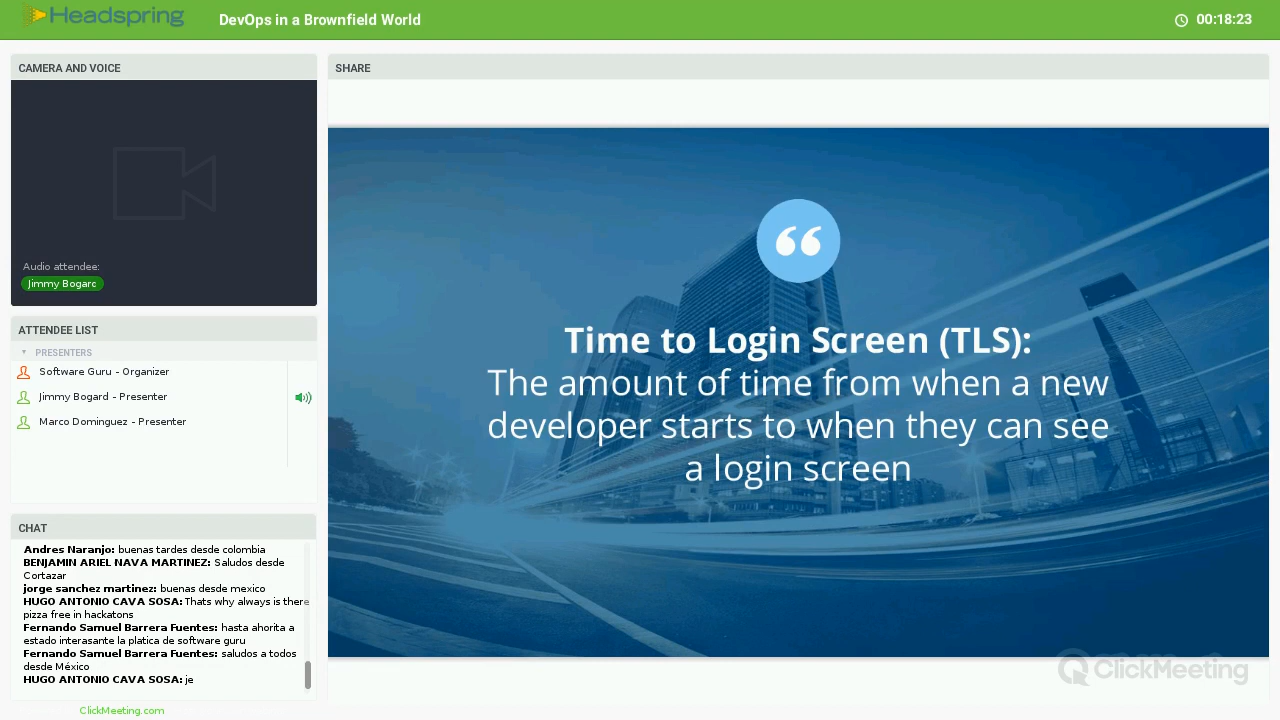 Headspring
DevOps in a Brownfield World
00:18:23
CAMERA AND VOICE
Audio attendee:
Jimmy Bogarc
ATTENDEE LIST
PRESENTERS
Software Guru - Organizer
Jimmy Bogard - Presenter
Marco Dominguez - Presenter
CHAT
Andres Naranjo: buenas tardes desde colombia
BENJAMIN ARIEL NAVA MARTINEZ: Saludos desde
Cortazar
jorge sanchez martinez: buenas desde mexico
HUGO ANTONIO CAVA SOSA: Thats why always is there
pizza free in hackatons
Fernando Samuel Barrera Fuentes: hasta ahorita a
estado interasante la platica de software guru
Fernando Samuel Barrera Fuentes: saludos a todos
desde México
HUGO ANTONIO CAVA SOSA: je
ClickMeeting.com
SHARE
“
Time to Login Screen (TLS):
The amount of time from when a new
developer starts to when they can see
a login screen
ClickMeeting